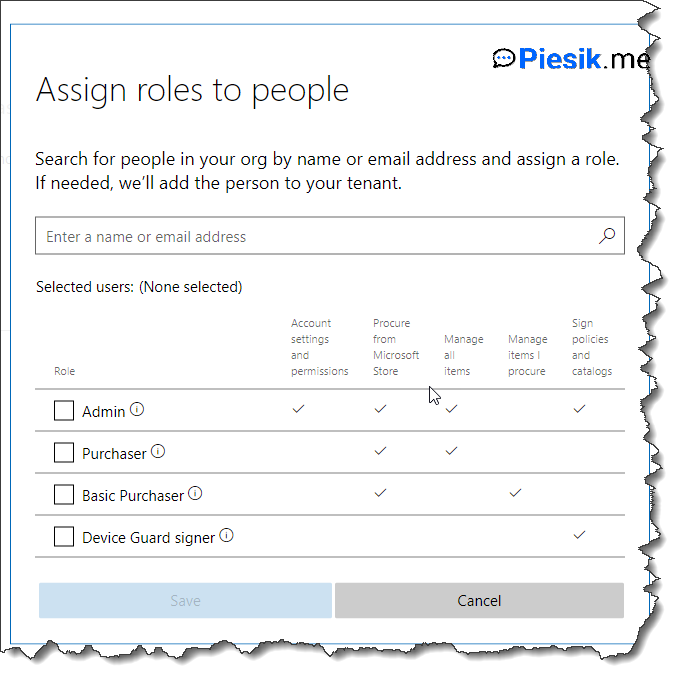 Piesik.me
Assign roles to people
Search for people in your org by name or email address and assign a role.
If needed, we'll add the person to your tenant.
Enter a name or email address
Selected users: (None selected)
Role
Account
settings
and
permissions
Procure
from
Microsoft
Store
Manage
all
items
Manage
items I
procure
Sign
policies
and
catalogs
Admin
Purchaser
Basic Purchaser
Device Guard signer
Save
Cancel